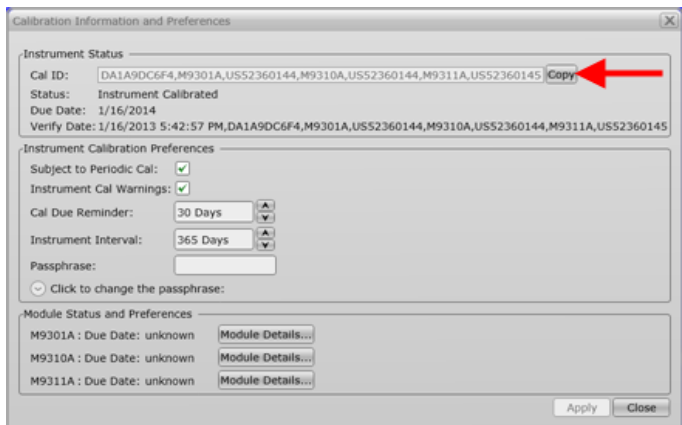 Calibration Information and Preferences
Instrument Status
Cal ID: DA1A9DC6F4,M9301A,US52360144,M9310A,US52360144,M9311A,US52360145 Copy
Status: Instrument Calibrated
Due Date: 1/16/2014
Verify Date: 1/16/2013 5:42:57 PM,DA1A9DC6F4,M9301A,US52360144,M9310A,US52360144,M9311A,US52360145
Instrument Calibration Preferences
Subject to Periodic Cal:
Instrument Cal Warnings:
Cal Due Reminder: 30 Days
Instrument Interval: 365 Days
Passphrase:
Click to change the passphrase:
Module Status and Preferences
M9301A : Due Date: unknown Module Details...
M9310A : Due Date: unknown Module Details...
M9311A : Due Date: unknown Module Details...
Apply Close